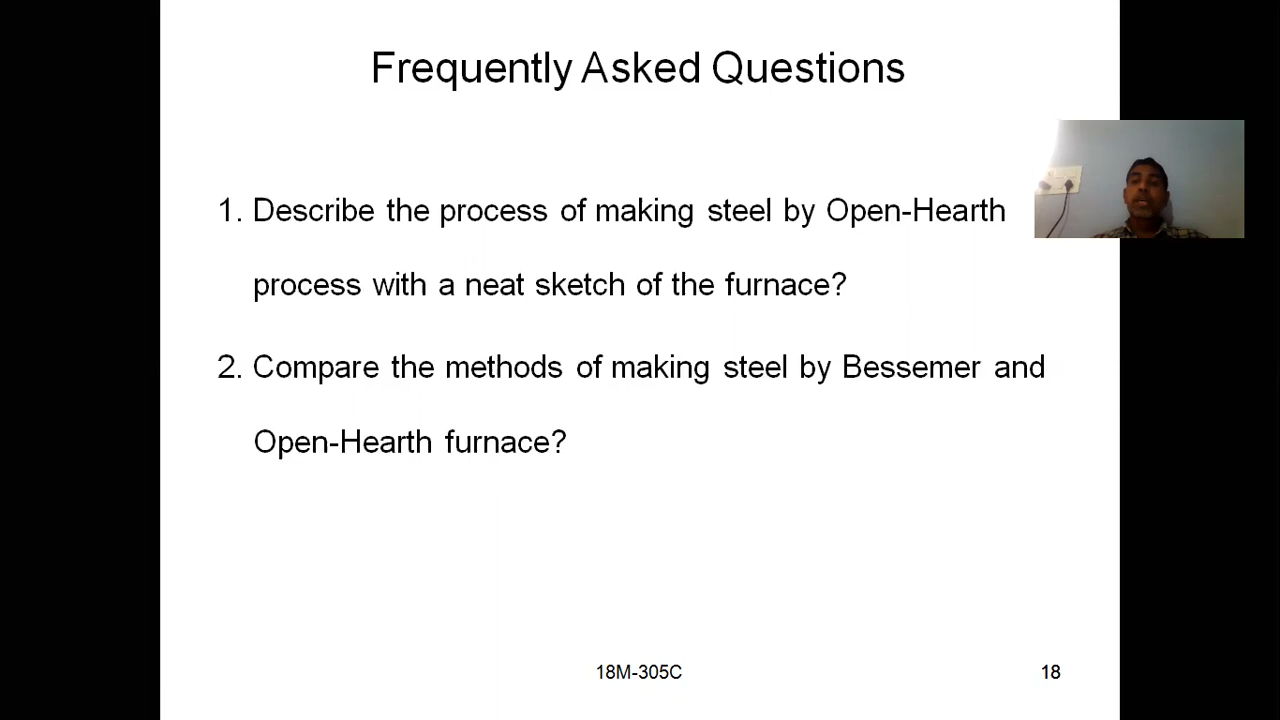 Frequently Asked Questions
1. Describe the process of making steel by Open-Hearth
process with a neat sketch of the furnace?
2. Compare the methods of making steel by Bessemer and
Open-Hearth furnace?
18M-305C
18